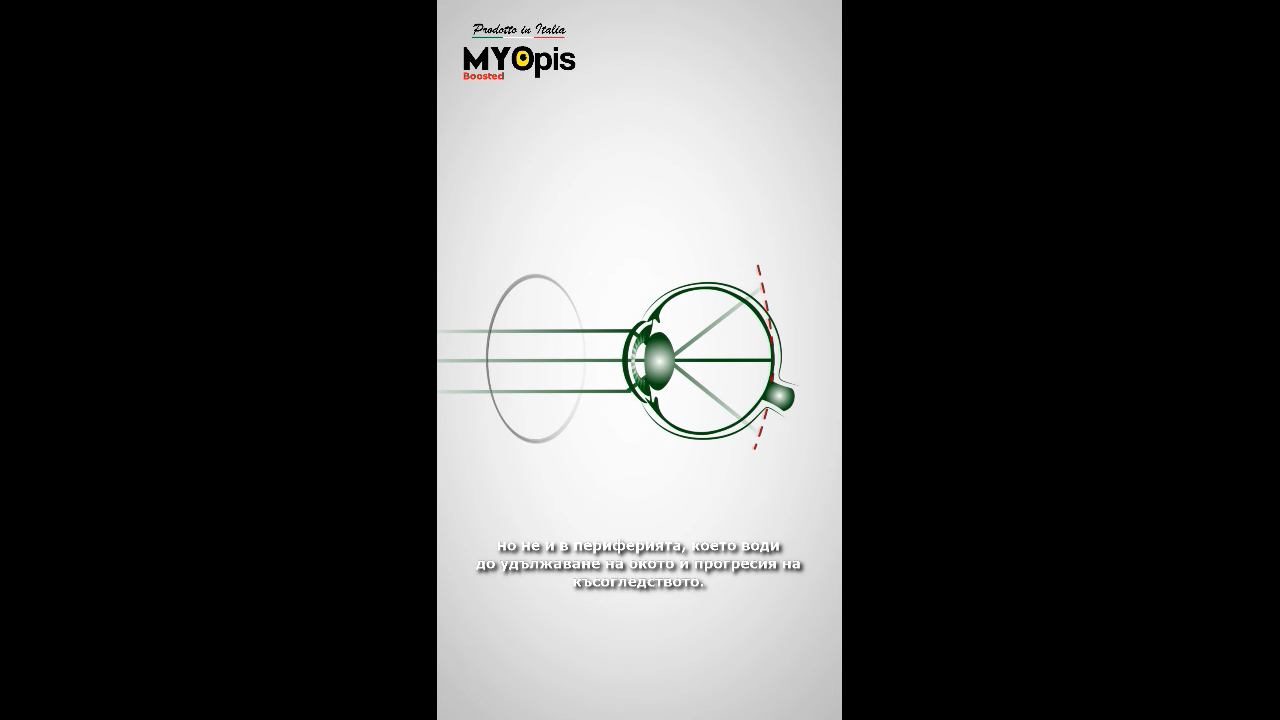 Prodotto in Italia
MYOpis
Boosted
но не и в периферията, което води
до удължаване на окото и прогресия на
късогледството.